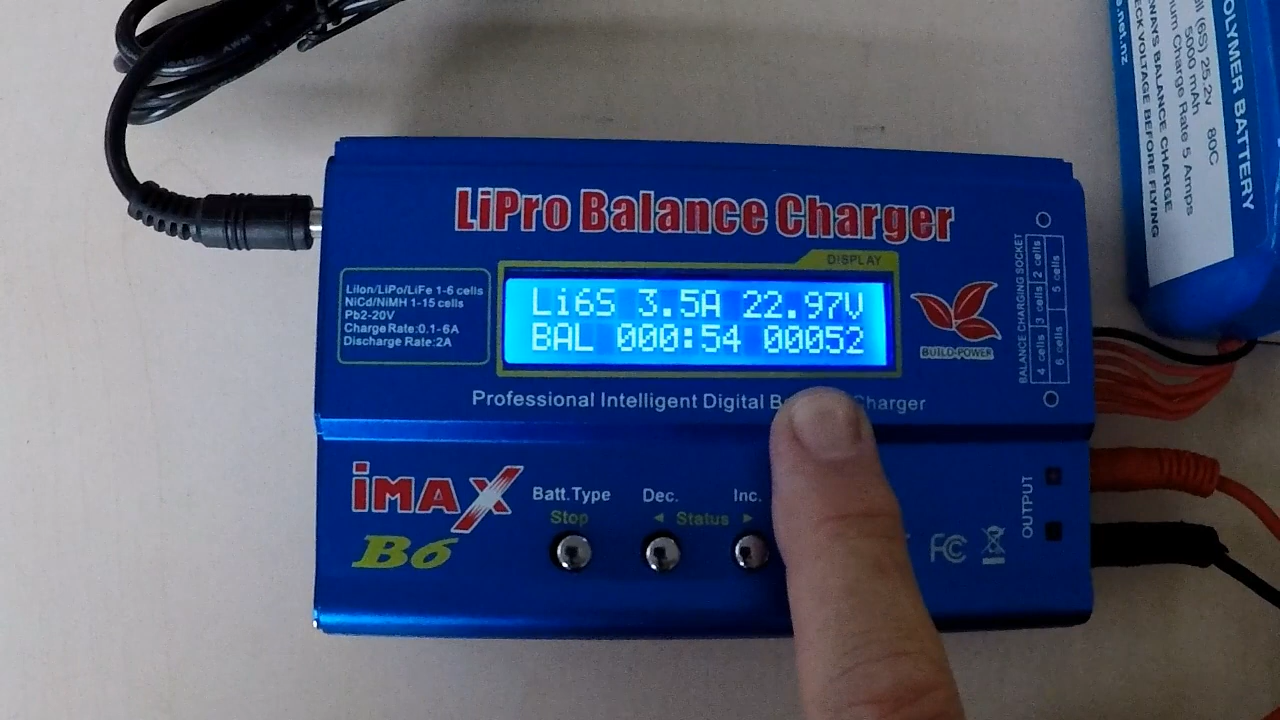 LiPro Balance Charger
DISPLAY
LiIon/LiPo/LiFe 1-6 cells
NiCd/NiMH 1-15 cells
Pb2-20V
Charge Rate:0.1-6A
Discharge Rate:2A
Li6S 3.5A 22.97V
BAL 000:54 00052
BUILD-POWER
BALANCE CHARGING SOCKET
2 cells
3 cells
4 cells
5 cells
6 cells
Professional Intelligent Digital Charger
iMAX
B6
Batt.Type
Stop
Dec.
Inc.
◄ Status ►
FC
OUTPUT
POLYMER BATTERY
(6S) 25.2v 80C
5000 mAh
Charge Rate 5 Amps
BALANCE CHARGE
VOLTAGE BEFORE FLYING
.net.nz